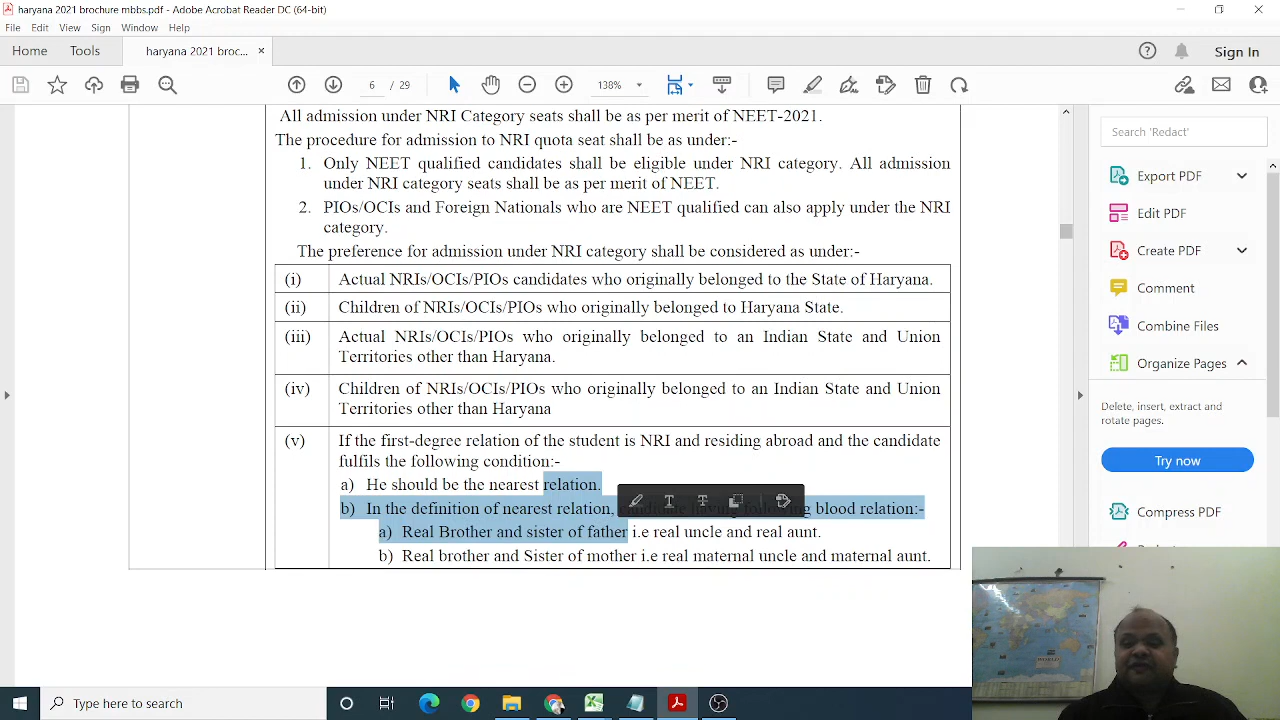 haryana 2021 brochure mbbs.pdf - Adobe Acrobat Reader DC (64-bit)
File Edit View Sign Window Help
Home Tools haryana 2021 broc... × Sign In
6 / 29 138%
All admission under NRI Category seats shall be as per merit of NEET-2021.
The procedure for admission to NRI quota seat shall be as under:-
1. Only NEET qualified candidates shall be eligible under NRI category. All admission
under NRI category seats shall be as per merit of NEET.
2. PIOs/OCIs and Foreign Nationals who are NEET qualified can also apply under the NRI
category.
The preference for admission under NRI category shall be considered as under:-
(i) Actual NRIs/OCIs/PIOs candidates who originally belonged to the State of Haryana.
(ii) Children of NRIs/OCIs/PIOs who originally belonged to Haryana State.
(iii) Actual NRIs/OCIs/PIOs who originally belonged to an Indian State and Union
Territories other than Haryana.
(iv) Children of NRIs/OCIs/PIOs who originally belonged to an Indian State and Union
Territories other than Haryana
(v) If the first-degree relation of the student is NRI and residing abroad and the candidate
fulfils the following condition:-
a) He should be the nearest relation.
b) In the definition of nearest relation, blood relation:-
a) Real Brother and sister of father i.e real uncle and real aunt.
b) Real brother and Sister of mother i.e real maternal uncle and maternal aunt.
Search 'Redact'
Export PDF
Edit PDF
Create PDF
Comment
Combine Files
Organize Pages
Delete, insert, extract and
rotate pages.
Try now
Compress PDF
Type here to search